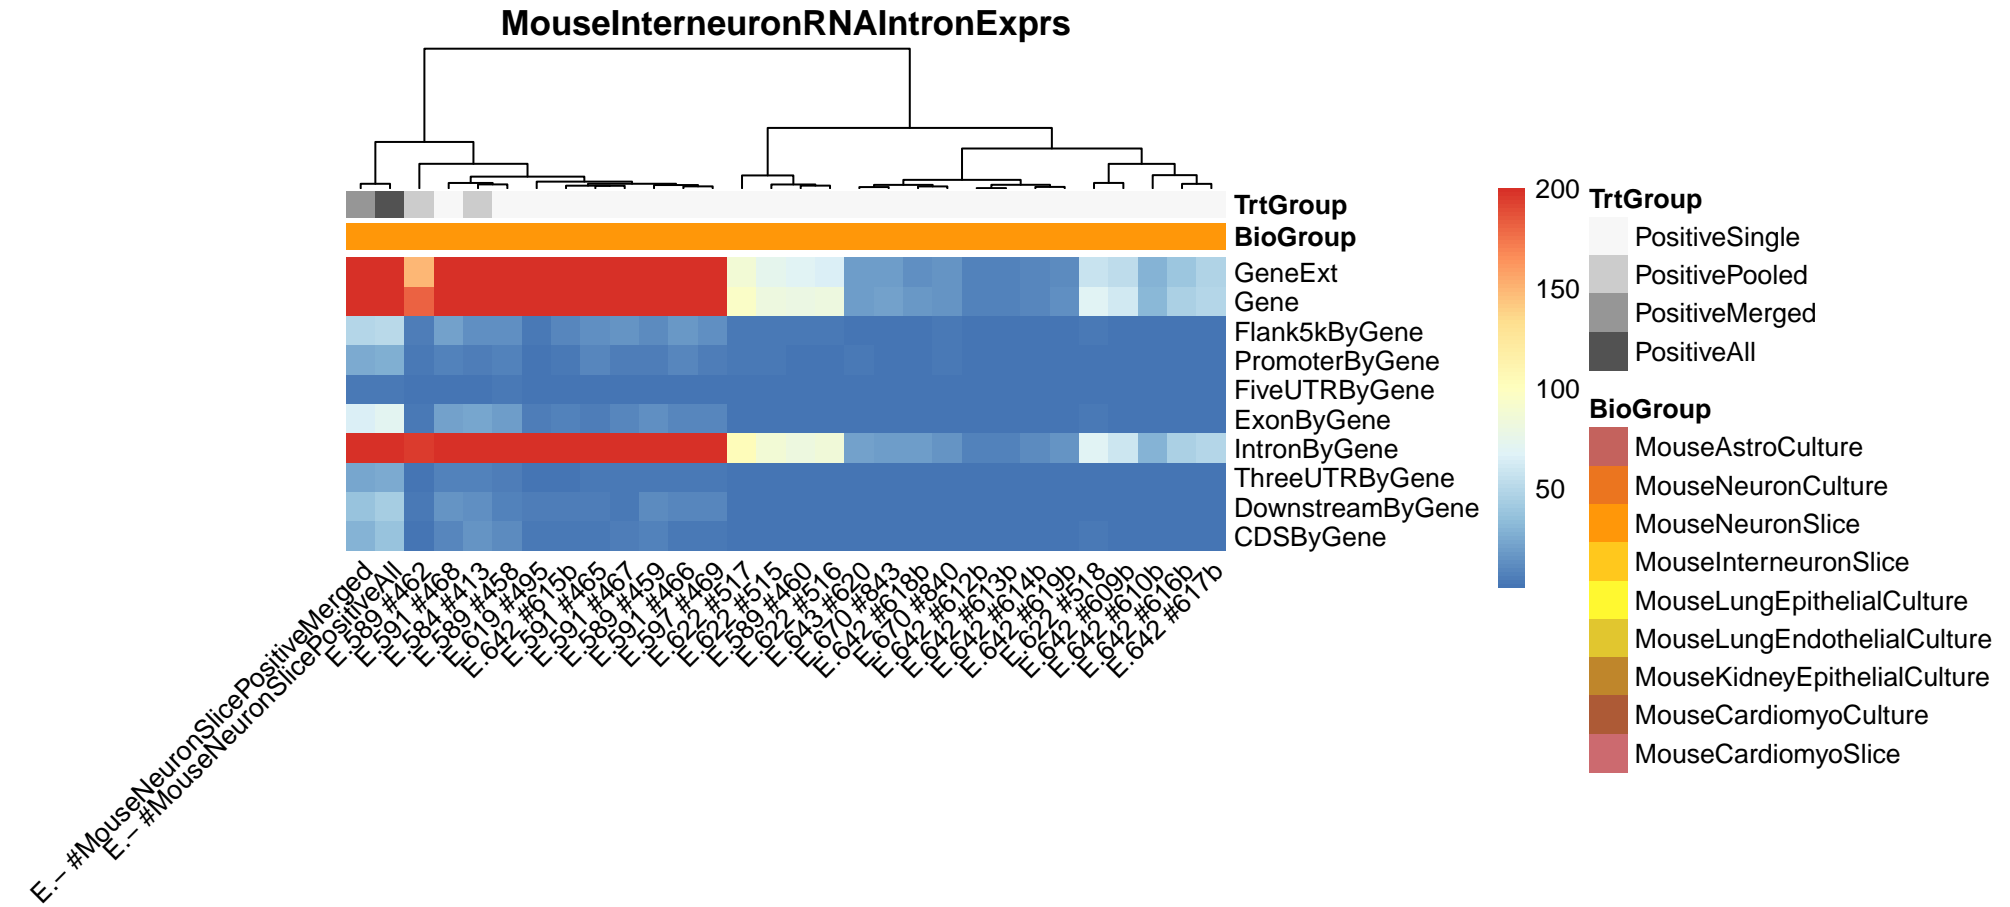 MouseInterneuronRNAIntronExprs
TrtGroup
BioGroup
GeneExt
Gene
Flank5kByGene
PromoterByGene
FiveUTRByGene
ExonByGene
IntronByGene
ThreeUTRByGene
DownstreamByGene
CDSByGene
E.– #MouseNeuronSlicePositiveMerged
E.– #MouseNeuronSlicePositiveAll
E.589 #462
E.591 #468
E.584 #413
E.589 #458
E.619 #495
E.642 #615b
E.591 #465
E.591 #467
E.589 #459
E.591 #466
E.597 #469
E.622 #517
E.622 #515
E.589 #460
E.622 #516
E.643 #620
E.670 #843
E.642 #618b
E.670 #840
E.642 #612b
E.642 #613b
E.642 #614b
E.642 #619b
E.622 #518
E.642 #609b
E.642 #610b
E.642 #616b
E.642 #617b
200
150
100
50
TrtGroup
PositiveSingle
PositivePooled
PositiveMerged
PositiveAll
BioGroup
MouseAstroCulture
MouseNeuronCulture
MouseNeuronSlice
MouseInterneuronSlice
MouseLungEpithelialCulture
MouseLungEndothelialCulture
MouseKidneyEpithelialCulture
MouseCardiomyoCulture
MouseCardiomyoSlice